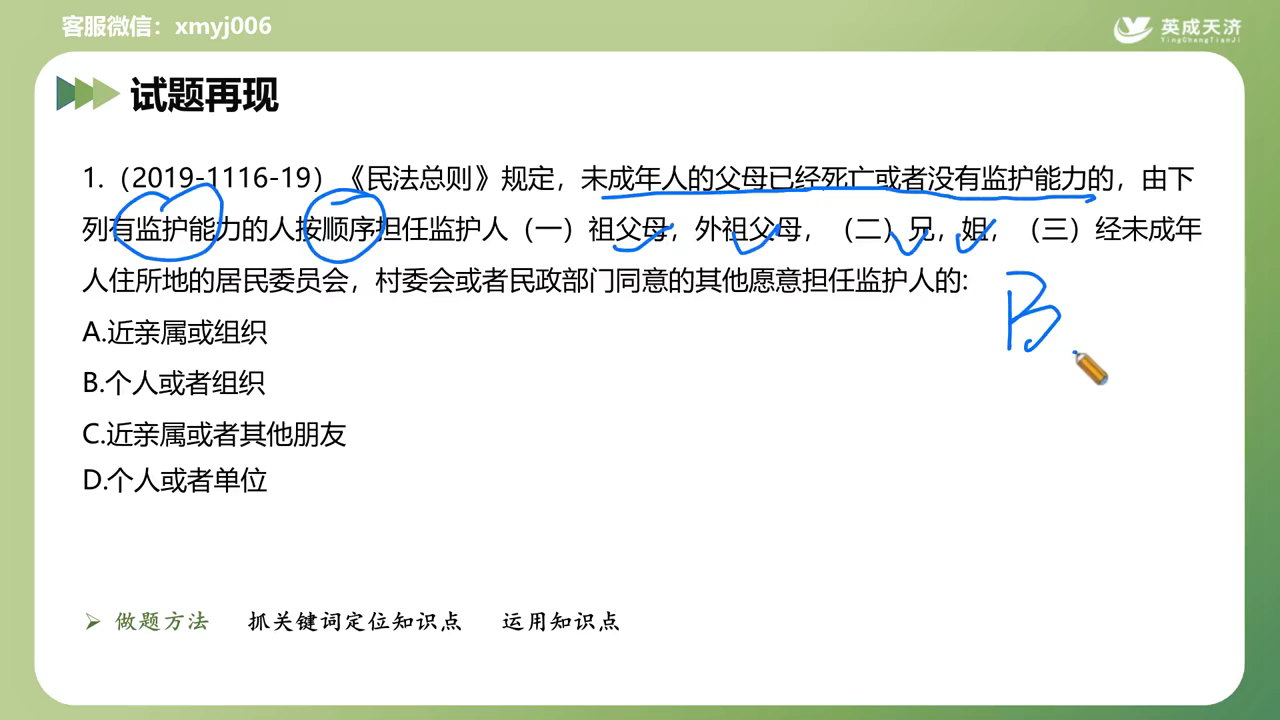 客服微信：xmyj006
英成天济
YingChengTianJi
试题再现
1.（2019-1116-19）《民法总则》规定，未成年人的父母已经死亡或者没有监护能力的，由下
列有监护能力的人按顺序担任监护人（一）祖父母，外祖父母，（二）兄，姐，（三）经未成年
人住所地的居民委员会，村委会或者民政部门同意的其他愿意担任监护人的:
B
A.近亲属或组织
B.个人或者组织
C.近亲属或者其他朋友
D.个人或者单位
做题方法 抓关键词定位知识点 运用知识点